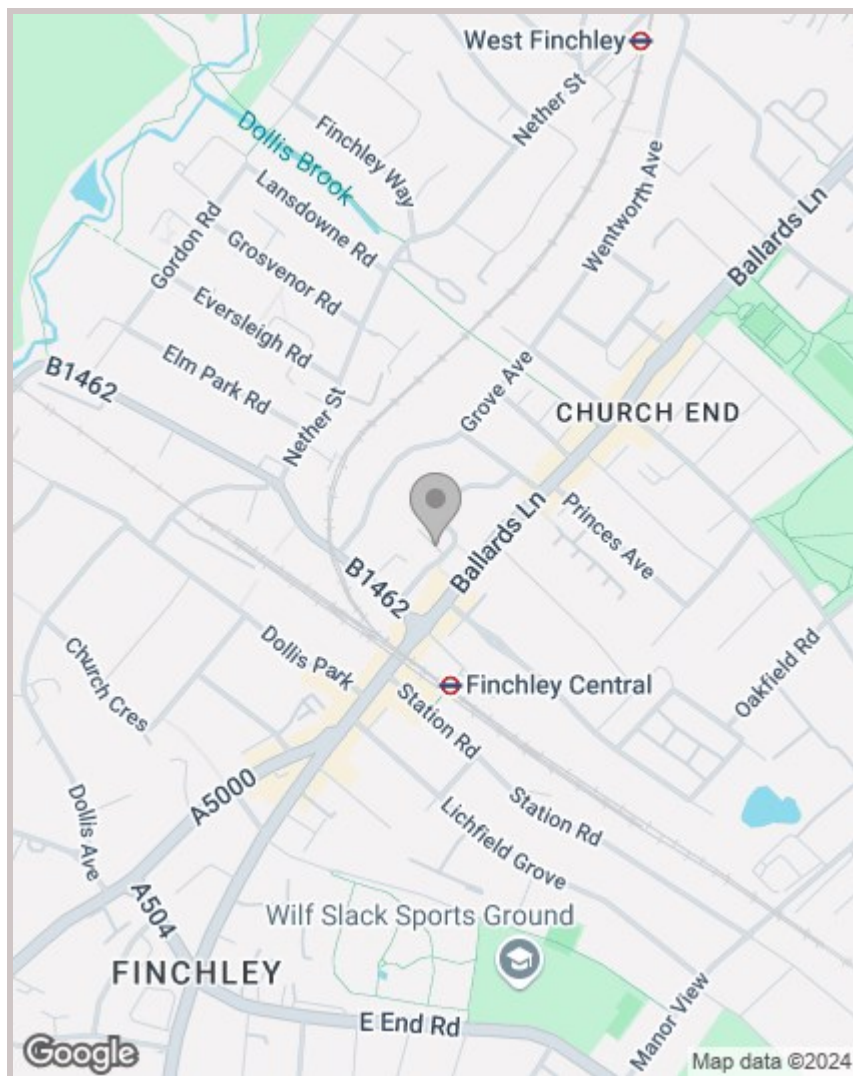 West Finchley
Nether St
Finchley Way
Dollis Brook
Wentworth Ave
Lansdowne Rd
Ballards Ln
Gordon Rd
Grosvenor Rd
Eversleigh Rd
B1462
Elm Park Rd
Grove Ave
CHURCH END
Nether St
Ballards Ln
Princes Ave
B1462
Dollis Park
Church Cres
Oakfield Rd
Finchley Central
Station Rd
A5000
Station Rd
Dollis Ave
Lichfield Grove
A504
Wilf Slack Sports Ground
FINCHLEY
Manor View
E End Rd
Google
Map data ©2024